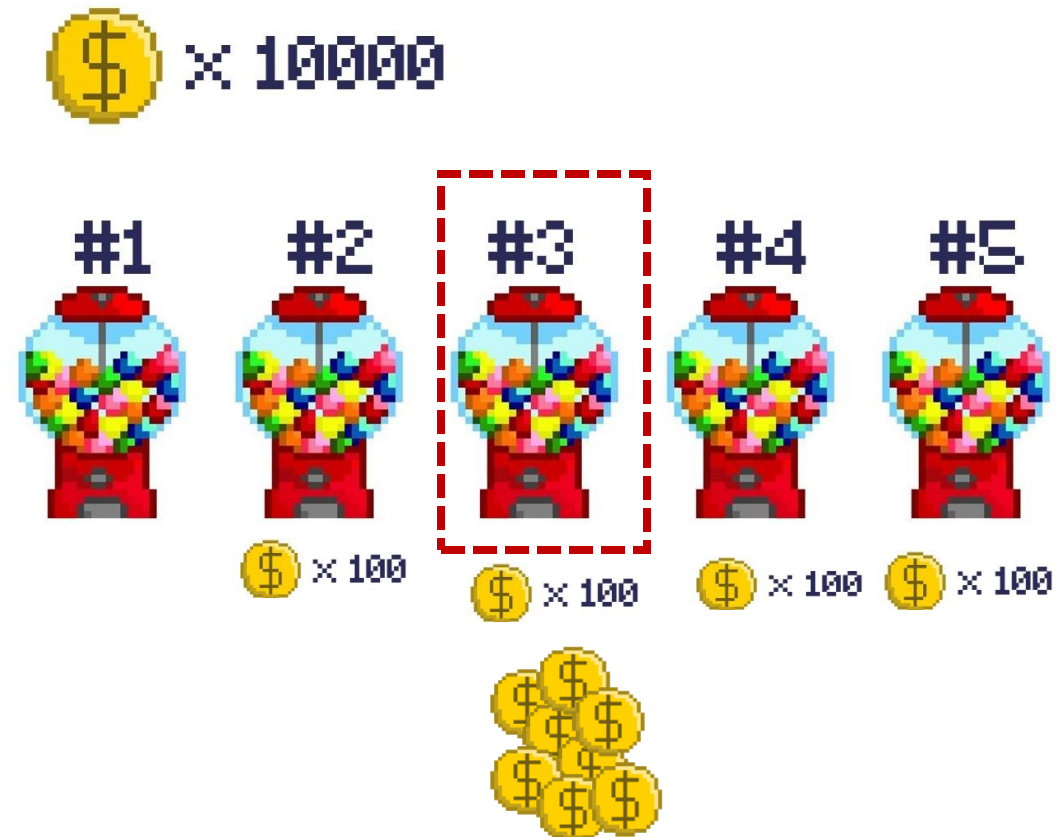 $ × 10000
#1 #2 #3 #4 #5
$ × 100 $ × 100 $ × 100 $ × 100
$ $ $ $ $ $ $ $